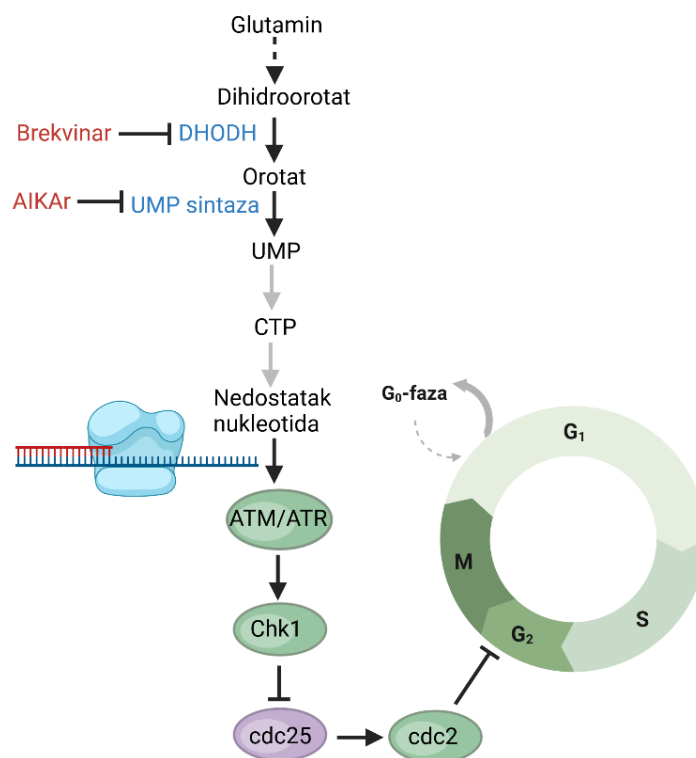 Glutamin
Dihidroorotat
Brekvinar
DHODH
Orotat
AIKAr
UMP sintaza
UMP
CTP
Nedostatak
nukleotida
G₀-faza
G₁
ATM/ATR
M
Chk1
S
G₂
cdc25
cdc2